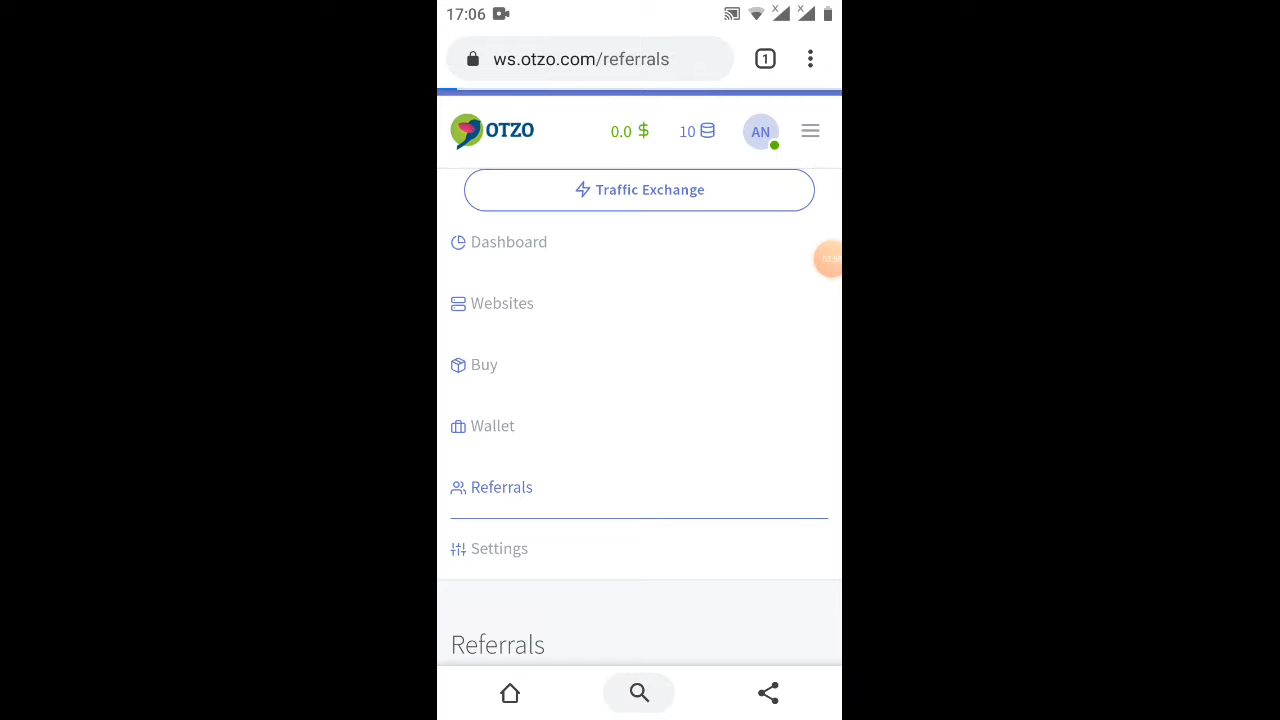 17:06
ws.otzo.com/referrals
1
OTZO
0.0 $
10
AN
Traffic Exchange
Dashboard
Websites
Buy
Wallet
Referrals
Settings
Referrals